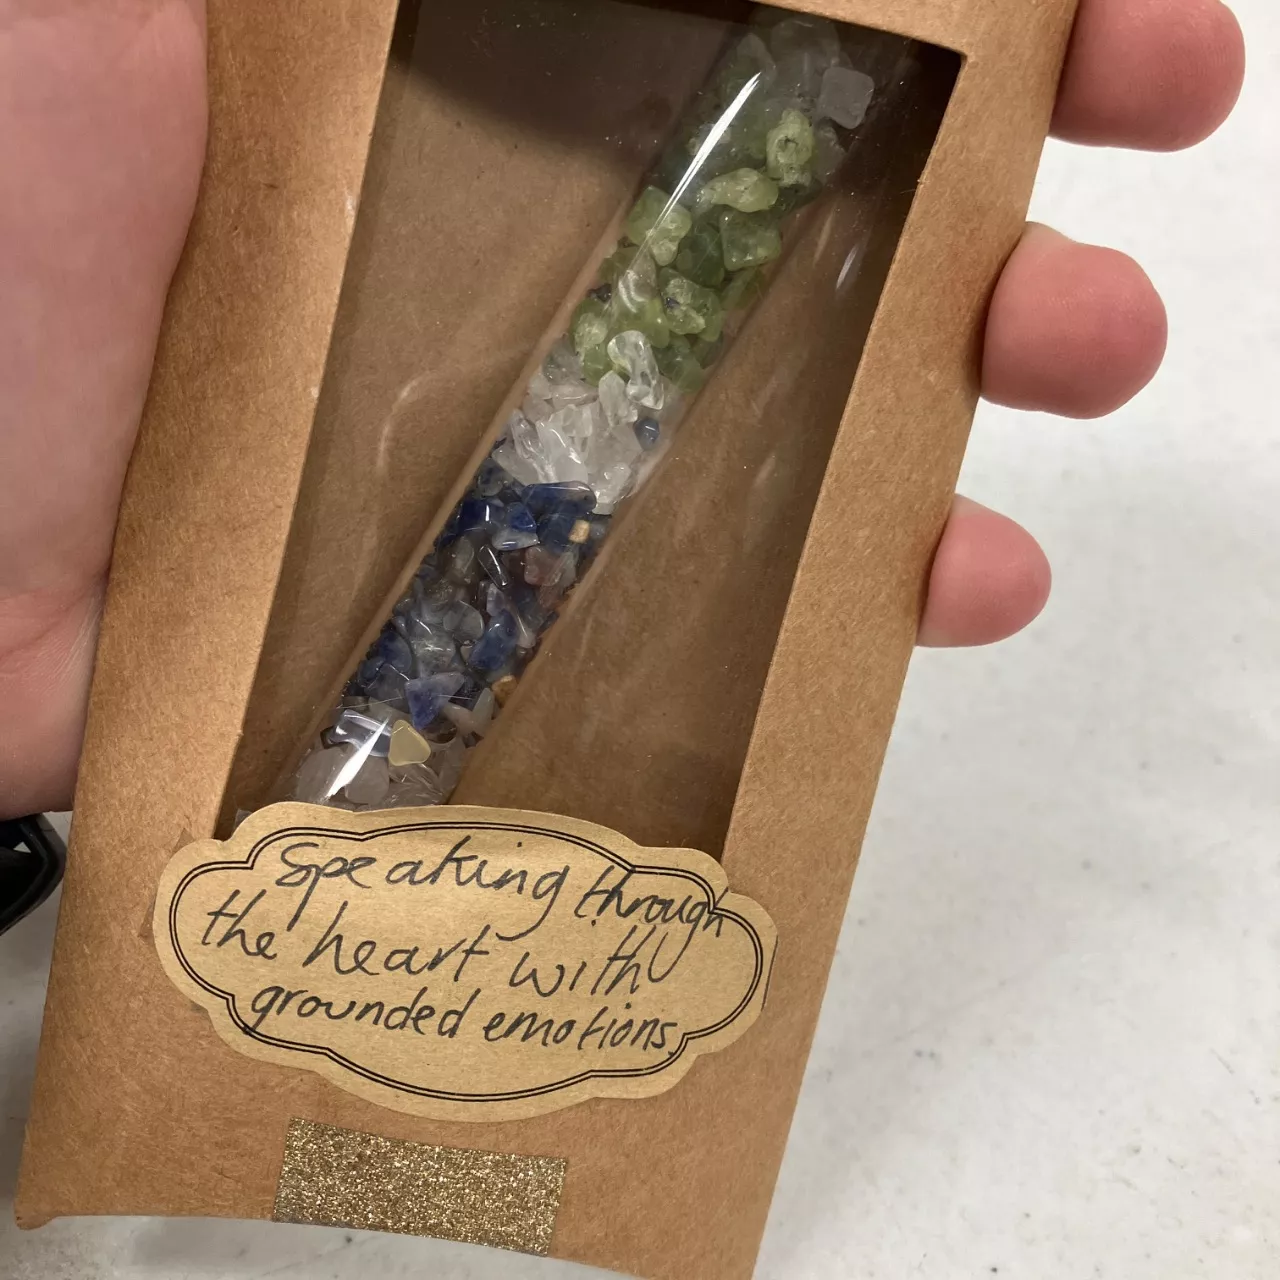 Speaking through
the heart with
grounded emotions